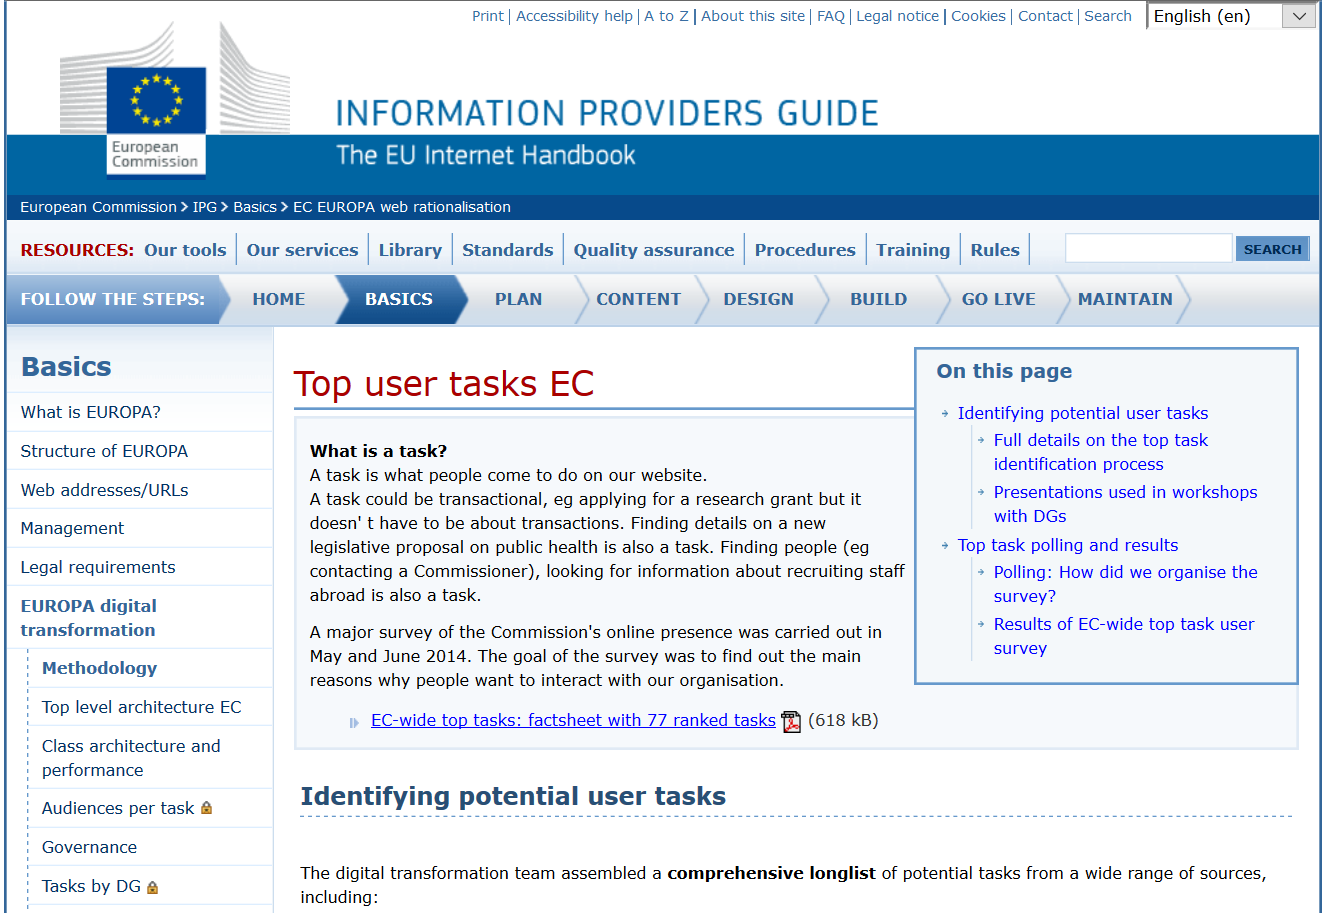 Print | Accessibility help | A to Z | About this site | FAQ | Legal notice | Cookies | Contact | Search
English (en)
European
Commission
INFORMATION PROVIDERS GUIDE
The EU Internet Handbook
European Commission > IPG > Basics > EC EUROPA web rationalisation
RESOURCES: Our tools | Our services | Library | Standards | Quality assurance | Procedures | Training | Rules |
SEARCH
FOLLOW THE STEPS: HOME BASICS PLAN CONTENT DESIGN BUILD GO LIVE MAINTAIN
Basics
What is EUROPA?
Structure of EUROPA
Web addresses/URLs
Management
Legal requirements
EUROPA digital
transformation
Methodology
Top level architecture EC
Class architecture and
performance
Audiences per task
Governance
Tasks by DG
Top user tasks EC
What is a task?
A task is what people come to do on our website.
A task could be transactional, eg applying for a research grant but it
doesn' t have to be about transactions. Finding details on a new
legislative proposal on public health is also a task. Finding people (eg
contacting a Commissioner), looking for information about recruiting staff
abroad is also a task.
A major survey of the Commission's online presence was carried out in
May and June 2014. The goal of the survey was to find out the main
reasons why people want to interact with our organisation.
EC-wide top tasks: factsheet with 77 ranked tasks (618 kB)
On this page
Identifying potential user tasks
Full details on the top task
identification process
Presentations used in workshops
with DGs
Top task polling and results
Polling: How did we organise the
survey?
Results of EC-wide top task user
survey
Identifying potential user tasks
The digital transformation team assembled a comprehensive longlist of potential tasks from a wide range of sources,
including: